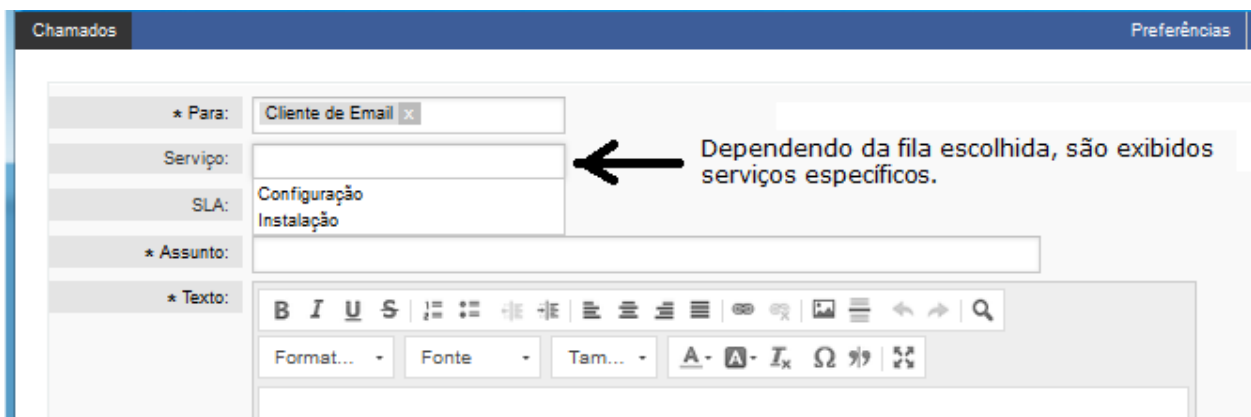 Chamados Preferências
* Para: Cliente de Email x
Dependendo da fila escolhida, são exibidos
Serviço:
serviços específicos.
SLA: Configuração
Instalação
* Assunto:
* Texto:
B I U S
Format... Fonte Tam... A A Ix Ω